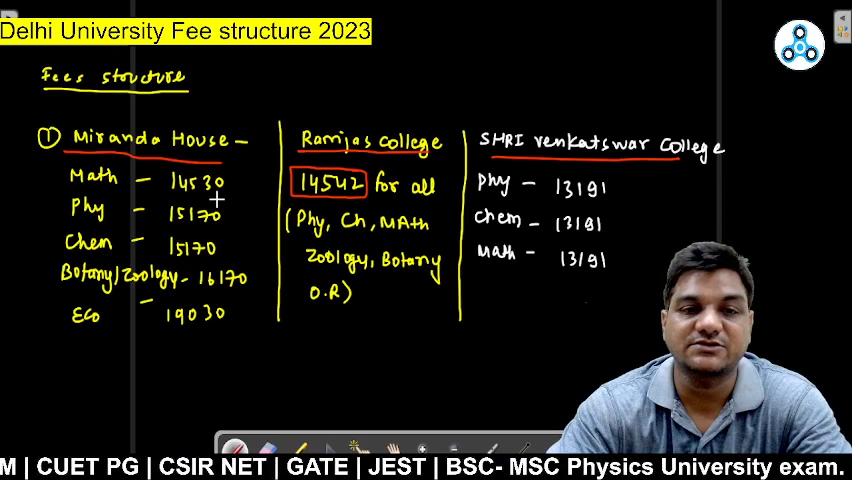 Delhi University Fee structure 2023
Fees structure
① Miranda House -
Math - 14530
Phy - 15170
Chem - 15170
Botany/Zoology - 16170
Eco - 19030
Ramjas college
14542 for all
(Phy, Ch, MAth
Zoology, Botany
O.R)
SHRI venkatswar college
Phy - 13191
Chem - 13191
Math - 13191
M | CUET PG | CSIR NET | GATE | JEST | BSC- MSC Physics University exam.